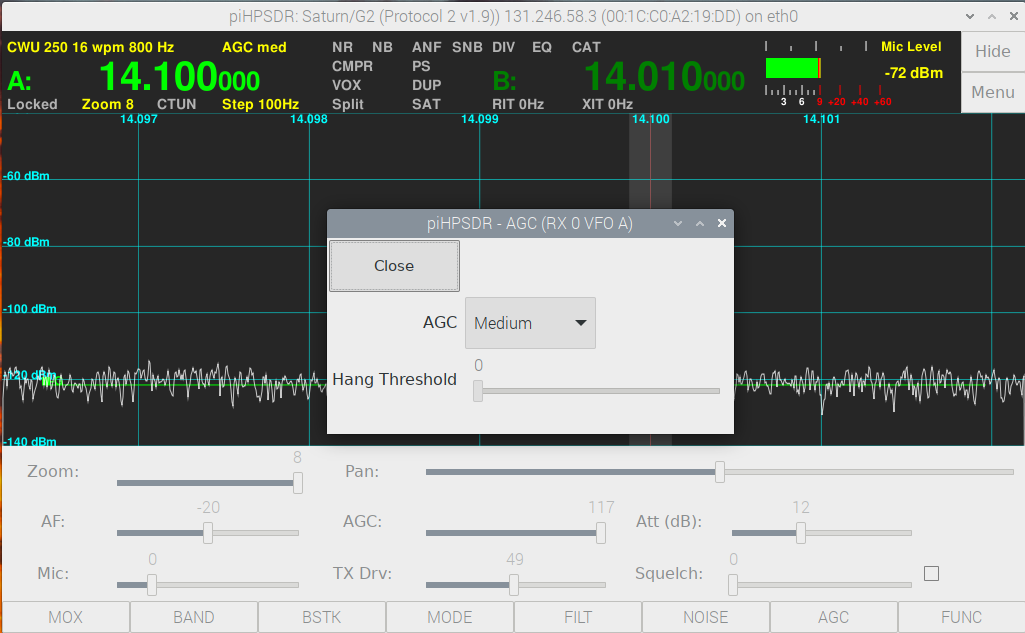 piHPSDR: Saturn/G2 (Protocol 2 v1.9)) 131.246.58.3 (00:1C:C0:A2:19:DD) on eth0
CWU 250 16 wpm 800 Hz AGC med NR NB ANF SNB DIV EQ CAT Mic Level Hide
CMPR PS
A: 14.100000 B: 14.010000 -72 dBm
VOX DUP Menu
Locked Zoom 8 CTUN Step 100Hz Split SAT RIT 0Hz XIT 0Hz 3 6 9 +20 +40 +60
14.097 14.098 14.099 14.100 14.101
-60 dBm
piHPSDR - AGC (RX 0 VFO A)
-80 dBm
Close
-100 dBm
AGC Medium
0
-120 dBm
Hang Threshold
-140 dBm
8
Zoom: Pan:
-20 117 12
AF: AGC: Att (dB):
0 49 0
Mic: TX Drv: Squelch:
MOX BAND BSTK MODE FILT NOISE AGC FUNC